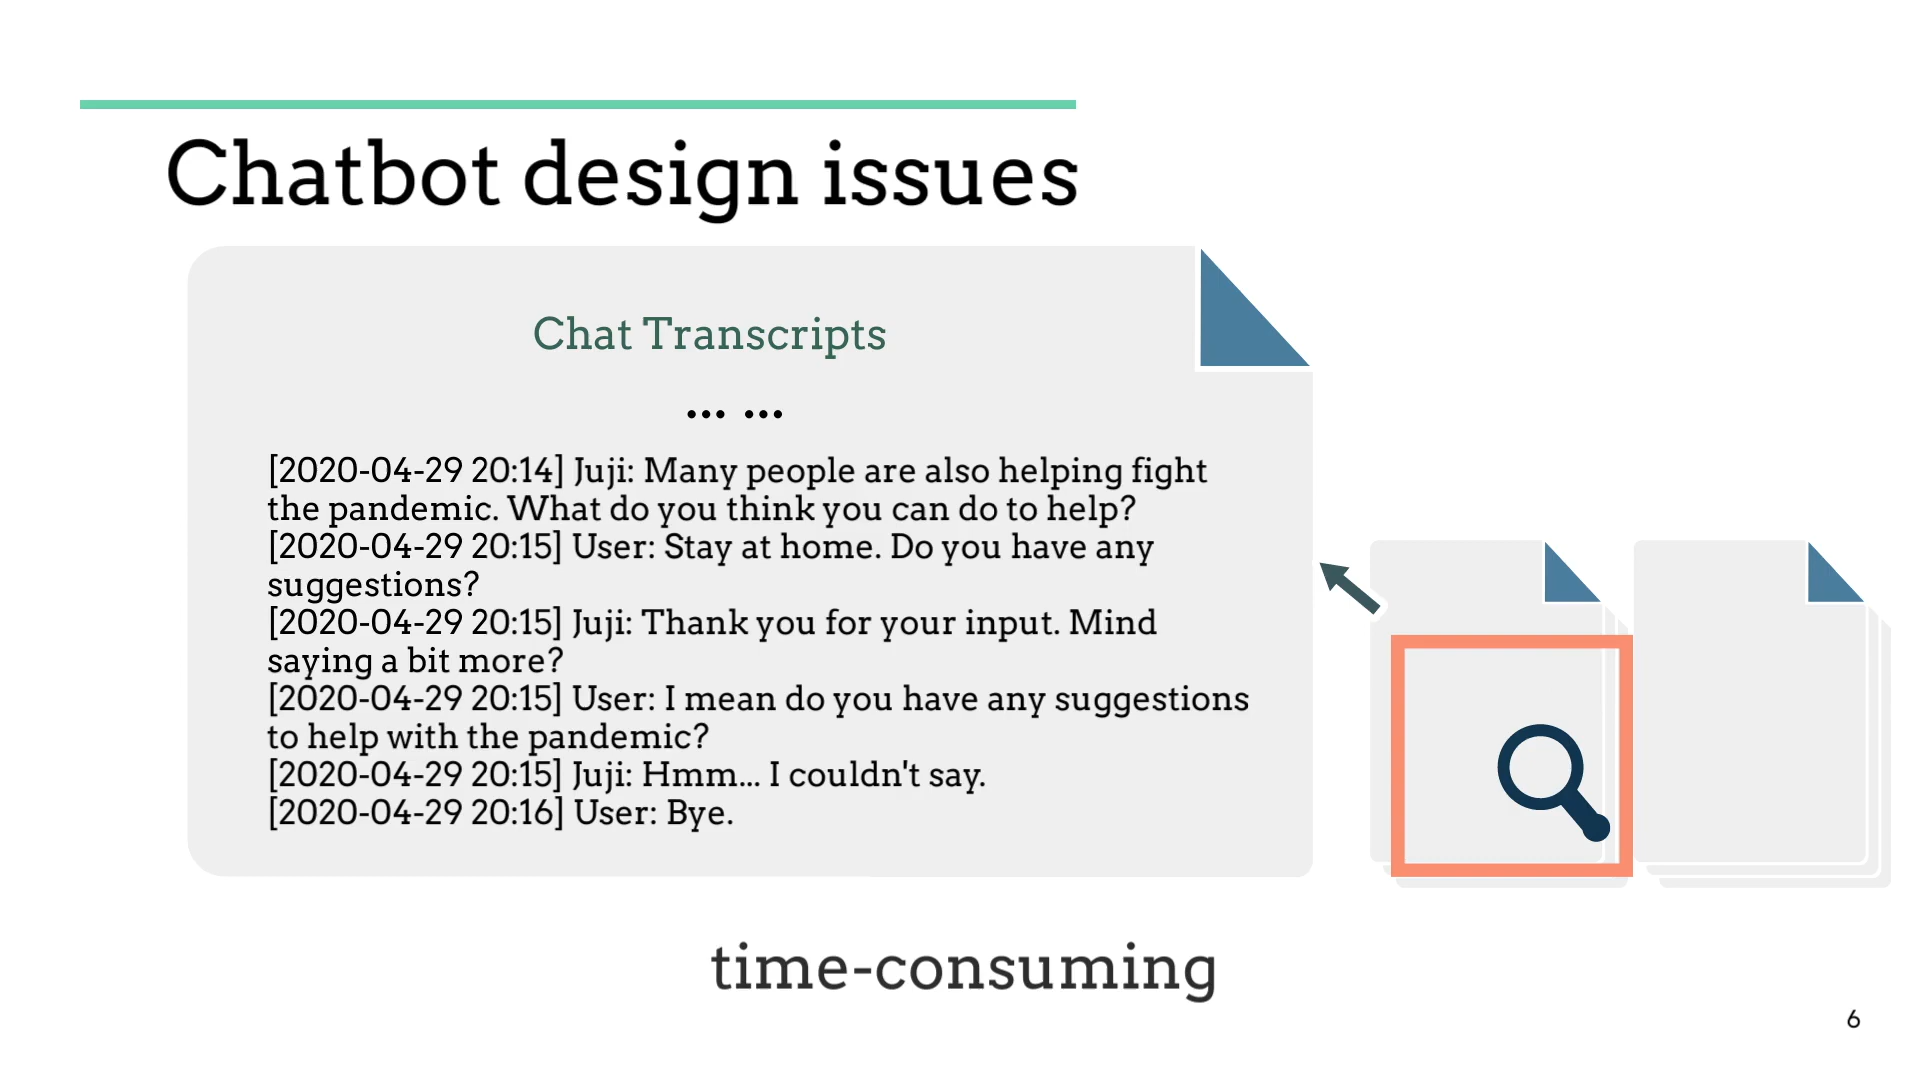 Chatbot design issues
Chat Transcripts
... ...
[2020-04-29 20:14] Juji: Many people are also helping fight
the pandemic. What do you think you can do to help?
[2020-04-29 20:15] User: Stay at home. Do you have any
suggestions?
[2020-04-29 20:15] Juji: Thank you for your input. Mind
saying a bit more?
[2020-04-29 20:15] User: I mean do you have any suggestions
to help with the pandemic?
[2020-04-29 20:15] Juji: Hmm... I couldn't say.
[2020-04-29 20:16] User: Bye.
time-consuming
6